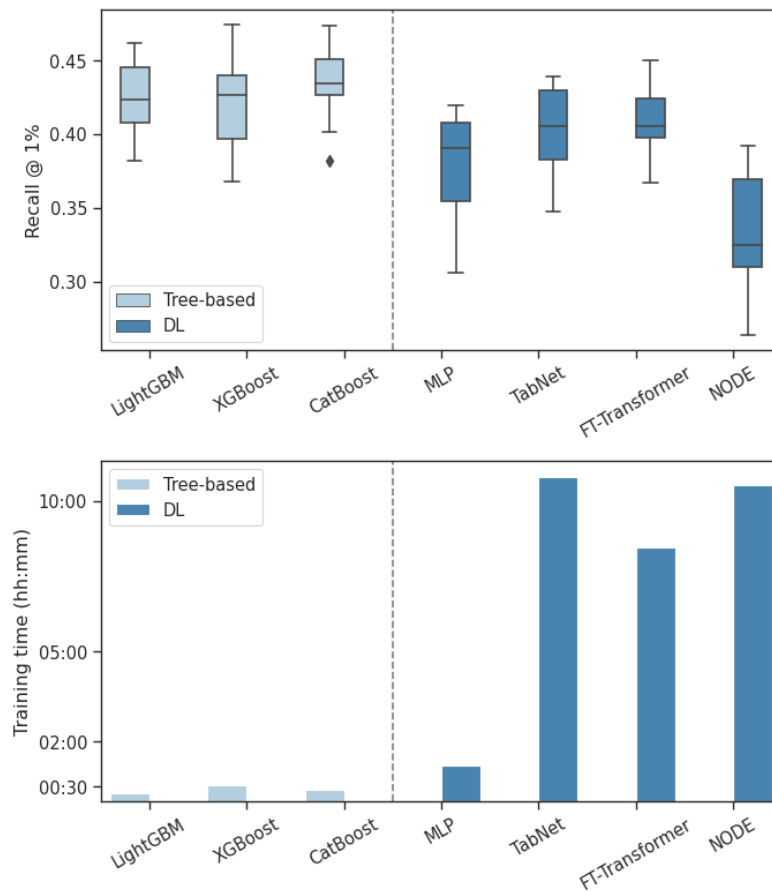 Recall @ 1%
0.45
0.40
0.35
0.30
Tree-based
DL
LightGBM
XGBoost
CatBoost
MLP
TabNet
FT-Transformer
NODE
Training time (hh:mm)
10:00
05:00
02:00
00:30
Tree-based
DL
LightGBM
XGBoost
CatBoost
MLP
TabNet
FT-Transformer
NODE